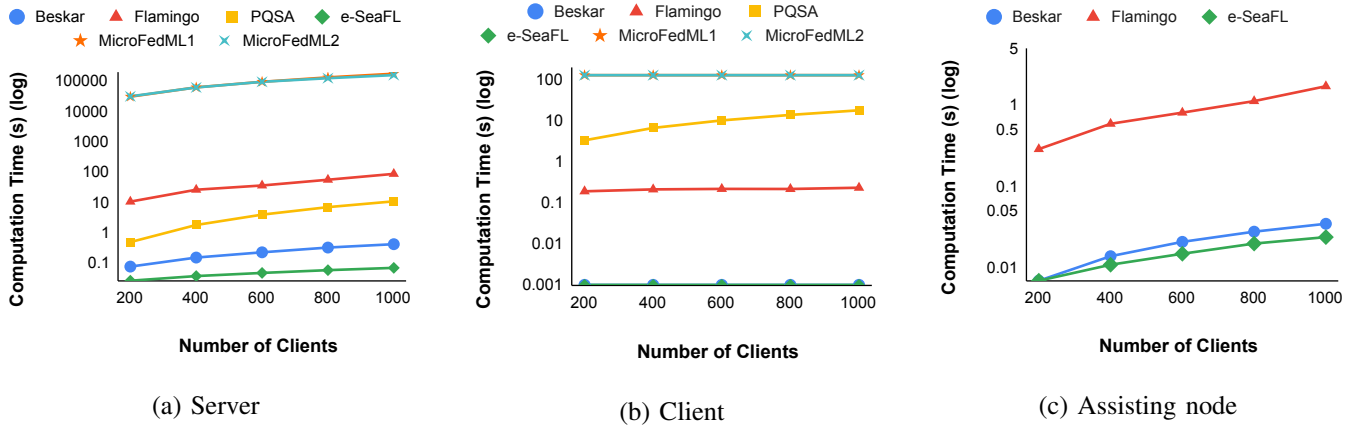 Beskar Flamingo PQSA e-SeaFL
MicroFedML1 MicroFedML2
Computation Time (s) (log)
100000
10000
1000
100
10
1
0.1
200 400 600 800 1000
Number of Clients
(a) Server
Beskar Flamingo PQSA
e-SeaFL MicroFedML1 MicroFedML2
Computation Time (s) (log)
100
10
1
0.1
0.01
0.001
200 400 600 800 1000
Number of Clients
(b) Client
Beskar Flamingo e-SeaFL
Computation Time (s) (log)
5
1
0.5
0.1
0.05
0.01
200 400 600 800 1000
Number of Clients
(c) Assisting node